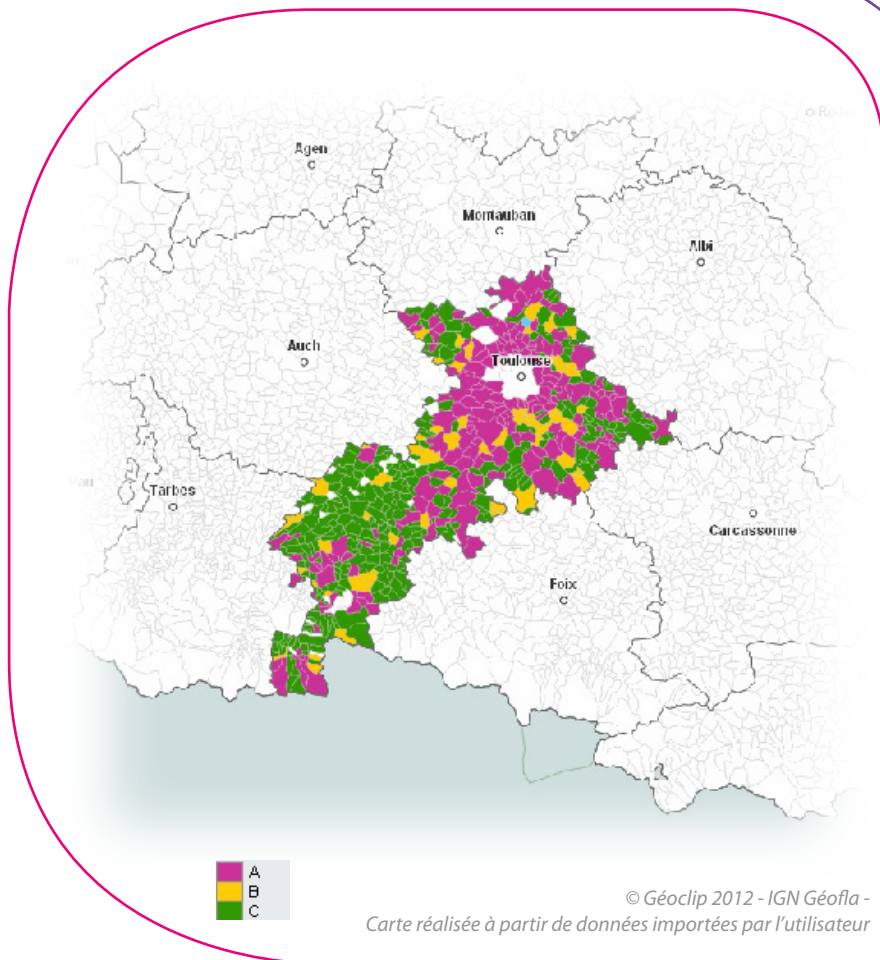 Agen
Montauban
Albi
Auch
Toulouse
Tarbes
Carcassonne
Foix
A
B
C
© Géoclip 2012 - IGN Géofla -
Carte réalisée à partir de données importées par l'utilisateur